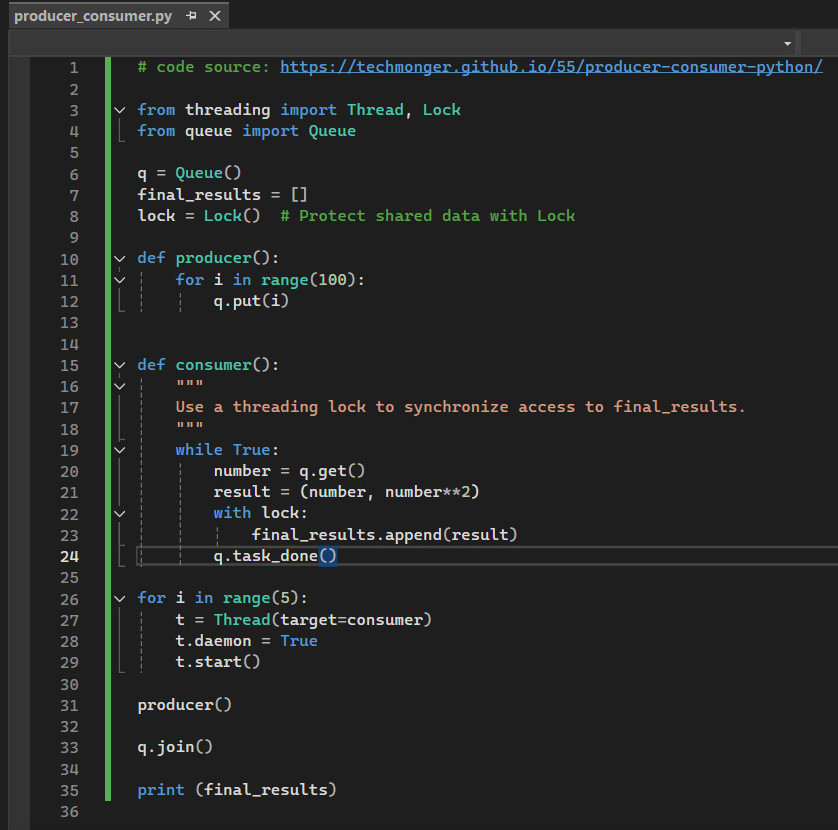 producer_consumer.py
1 # code source: https://techmonger.github.io/55/producer-consumer-python/
2
3 from threading import Thread, Lock
4 from queue import Queue
5
6 q = Queue()
7 final_results = []
8 lock = Lock()  # Protect shared data with Lock
9
10 def producer():
11     for i in range(100):
12         q.put(i)
13
14
15 def consumer():
16     """
17     Use a threading lock to synchronize access to final_results.
18     """
19     while True:
20         number = q.get()
21         result = (number, number**2)
22         with lock:
23             final_results.append(result)
24         q.task_done()
25
26 for i in range(5):
27     t = Thread(target=consumer)
28     t.daemon = True
29     t.start()
30
31 producer()
32
33 q.join()
34
35 print (final_results)
36